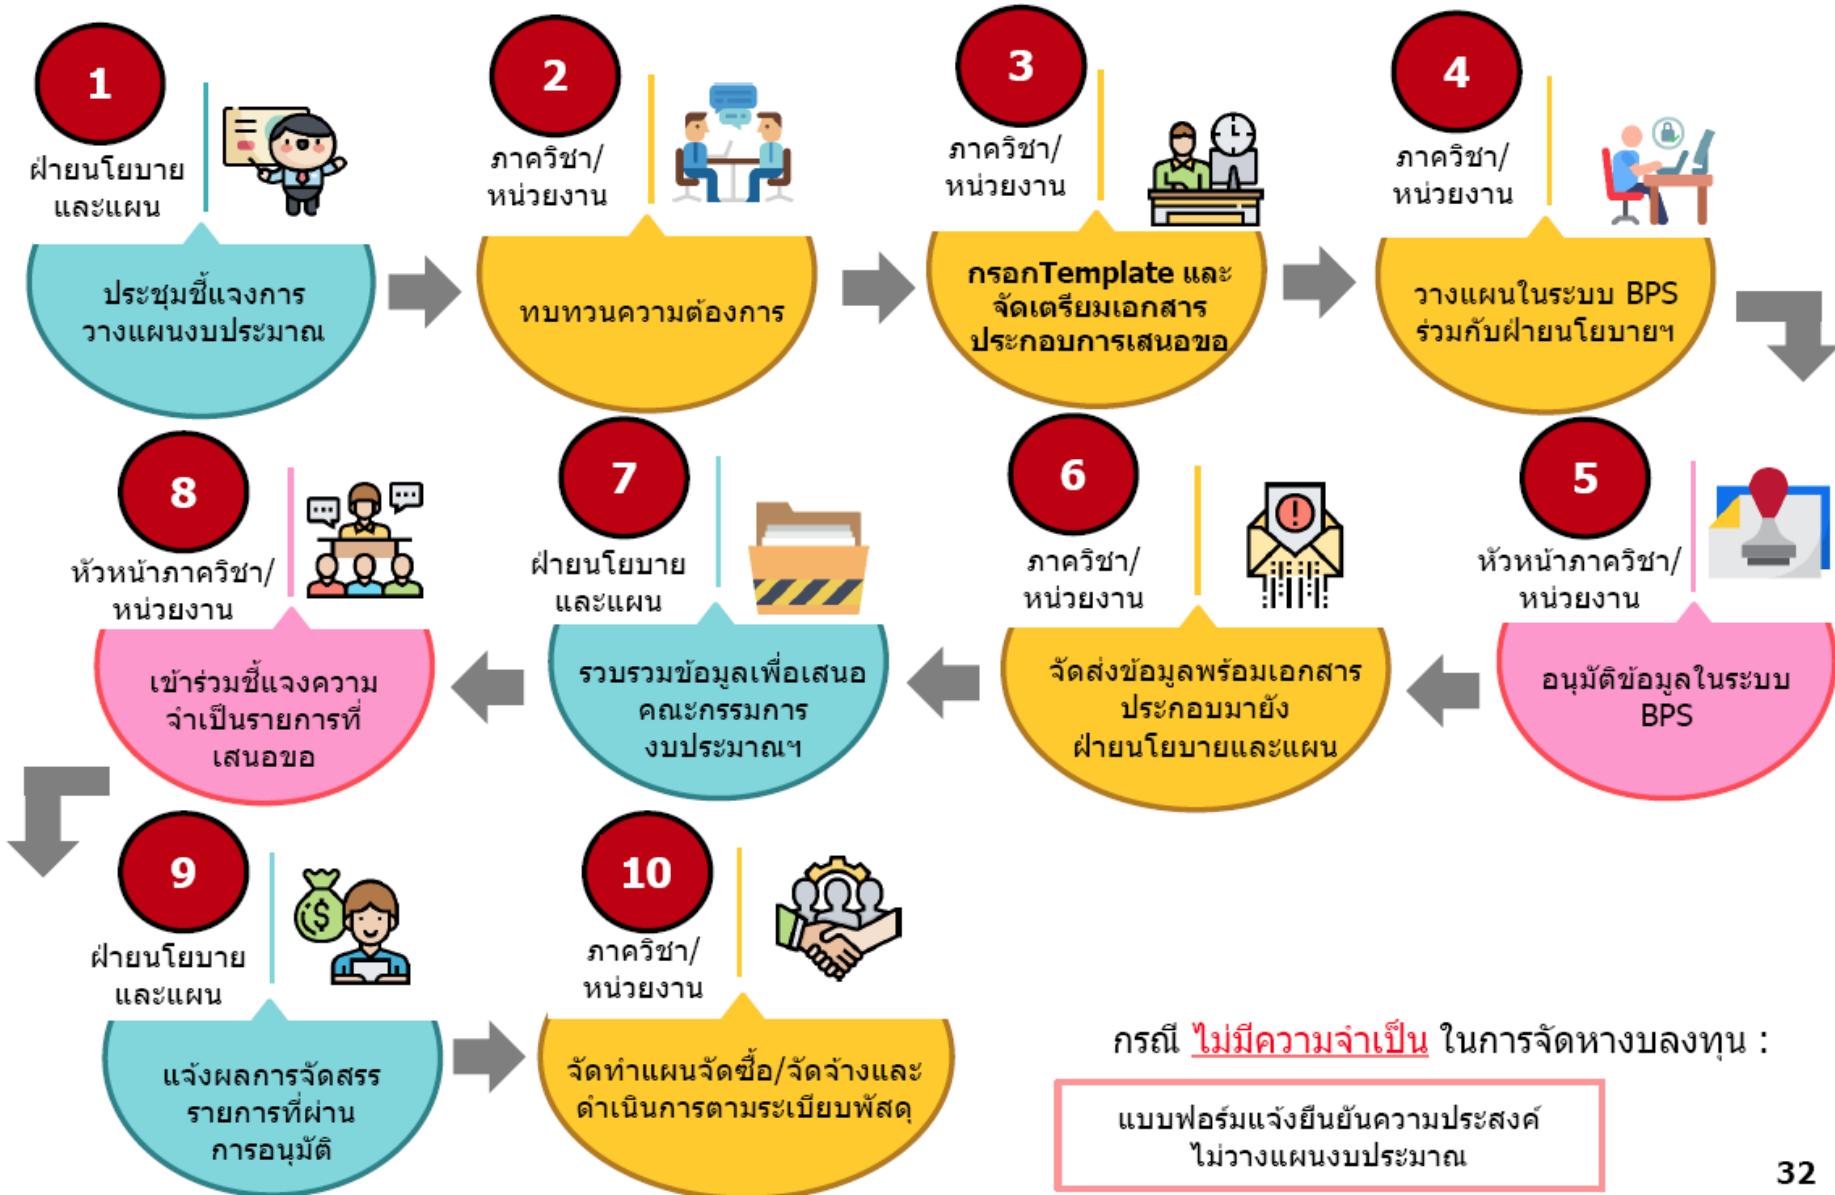 1
ฝ่ายนโยบาย
และแผน
ประชุมชี้แจงการ
วางแผนงบประมาณ
2
ภาควิชา/
หน่วยงาน
ทบทวนความต้องการ
3
ภาควิชา/
หน่วยงาน
กรอกTemplate และ
จัดเตรียมเอกสาร
ประกอบการเสนอขอ
4
ภาควิชา/
หน่วยงาน
วางแผนในระบบ BPS
ร่วมกับฝ่ายนโยบายฯ
5
หัวหน้าภาควิชา/
หน่วยงาน
อนุมัติข้อมูลในระบบ
BPS
6
ภาควิชา/
หน่วยงาน
จัดส่งข้อมูลพร้อมเอกสาร
ประกอบมายัง
ฝ่ายนโยบายและแผน
7
ฝ่ายนโยบาย
และแผน
รวบรวมข้อมูลเพื่อเสนอ
คณะกรรมการ
งบประมาณฯ
8
หัวหน้าภาควิชา/
หน่วยงาน
เข้าร่วมชี้แจงความ
จำเป็นรายการที่
เสนอขอ
9
ฝ่ายนโยบาย
และแผน
แจ้งผลการจัดสรร
รายการที่ผ่าน
การอนุมัติ
10
ภาควิชา/
หน่วยงาน
จัดทำแผนจัดซื้อ/จัดจ้างและ
ดำเนินการตามระเบียบพัสดุ
กรณี ไม่มีความจำเป็น ในการจัดหางบลงทุน :
แบบฟอร์มแจ้งยืนยันความประสงค์
ไม่วางแผนงบประมาณ
32